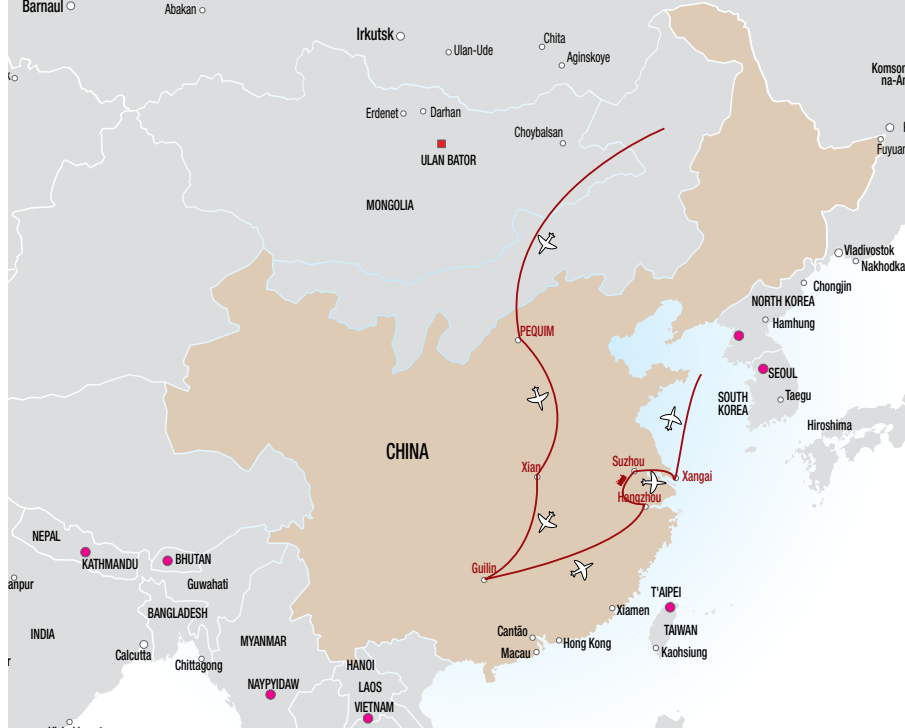 Barnaul
Abakan
Irkutsk
Ulan-Ude
Chita
Aginskoye
Komson
na-Ar
Erdenet
Darhan
Choybalsan
Fuyuan
ULAN BATOR
MONGOLIA
Vladivostok
Nakhodka
Chongjin
NORTH KOREA
Hamhung
PEQUIM
SEOUL
SOUTH
KOREA
Taegu
Hiroshima
CHINA
Xian
Suzhou
Xangai
Hangzhou
NEPAL
KATHMANDU
BHUTAN
Guilin
anpur
Guwahati
BANGLADESH
T'AIPEI
Xiamen
INDIA
MYANMAR
Cantão
Hong Kong
TAIWAN
Calcutta
Chittagong
Macau
Kaohsiung
HANOI
NAYPYIDAW
LAOS
VIETNAM